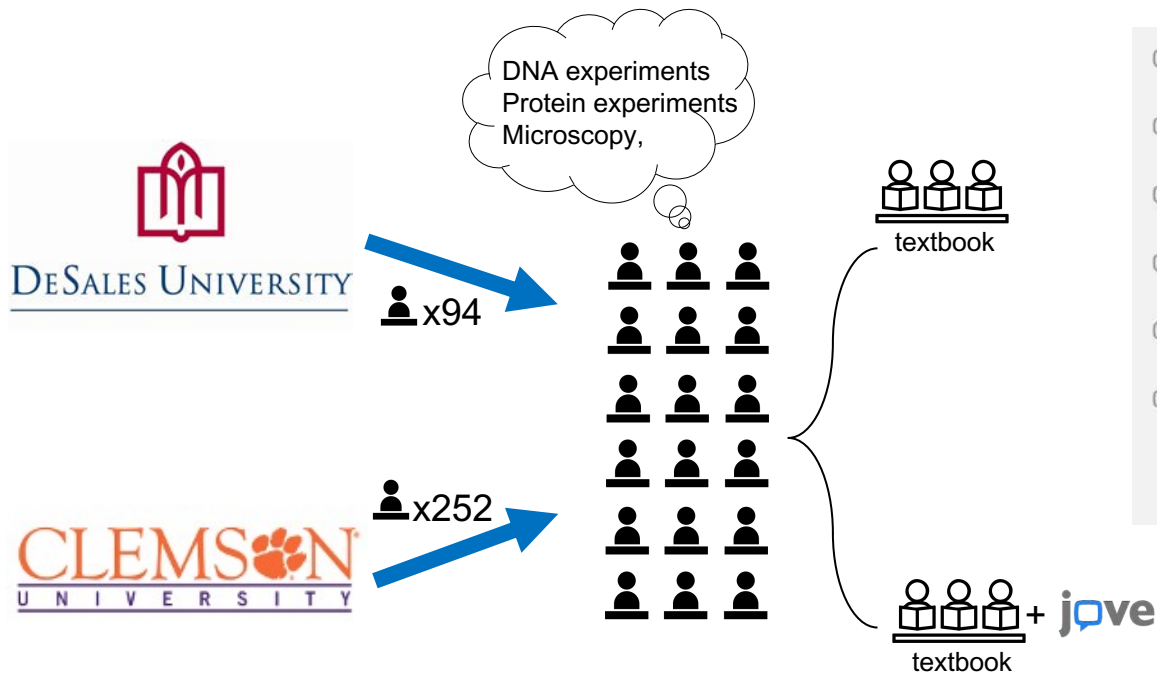 DNA experiments
Protein experiments
Microscopy,
DESALES UNIVERSITY
x94
textbook
x252
CLEMSON
UNIVERSITY
+ jove
textbook